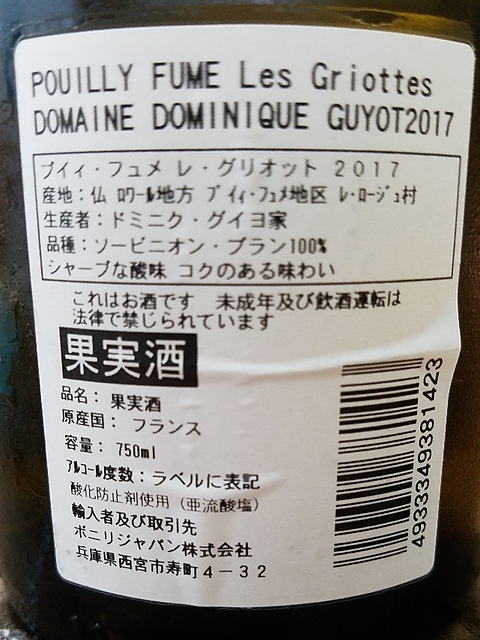 POUILLY FUME Les Griottes
DOMAINE DOMINIQUE GUYOT2017
プイィ・フュメ レ・グリオット 2017
産地：仏 ﾛﾜｰﾙ地方 ﾌﾟｲｨ･ﾌｭﾒ地区 ﾚ･ﾛｰｼﾞｭ村
生産者：ドミニク・グイヨ家
品種：ソービニオン・ブラン100%
シャープな酸味 コクのある味わい
これはお酒です 未成年及び飲酒運転は
法律で禁じられています
果実酒
品名： 果実酒
原産国： フランス
容量： 750ml
ｱﾙｺｰﾙ度数：ラベルに表記
酸化防止剤使用（亜流酸塩）
輸入者及び取引先
ボニリジャパン株式会社
兵庫県西宮市寿町4－32
4933349381423